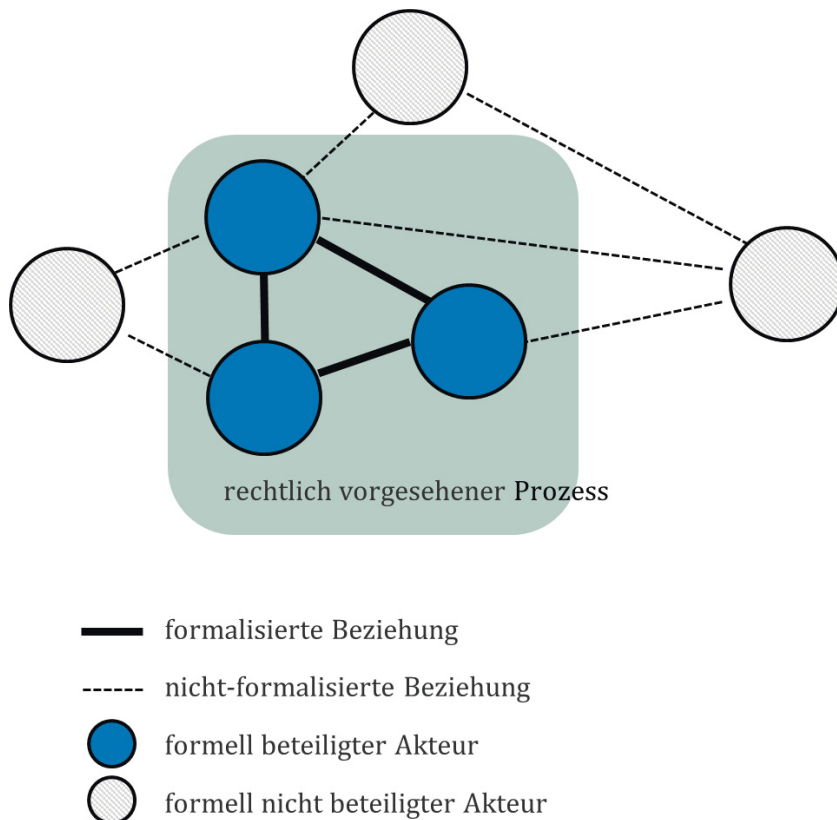 rechtlich vorgesehener Prozess
formalisierte Beziehung
nicht-formalisierte Beziehung
formell beteiligter Akteur
formell nicht beteiligter Akteur